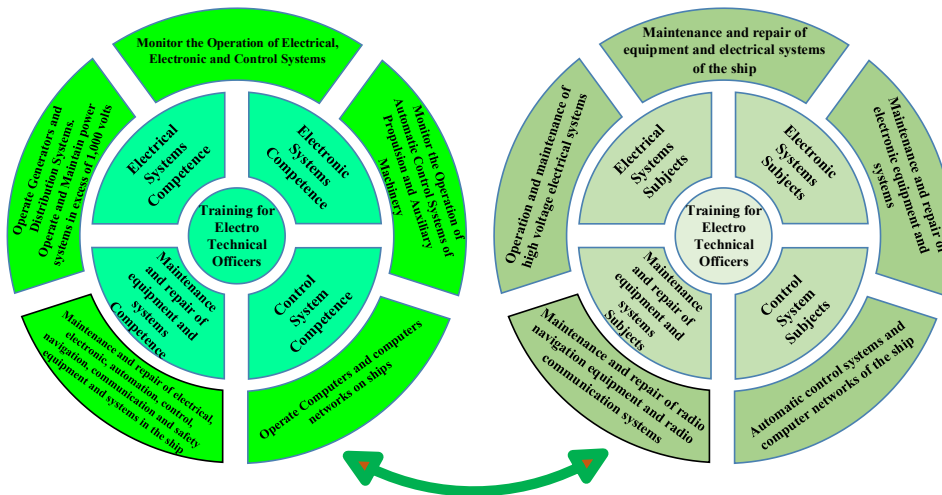 Monitor the Operation of Electrical,
Electronic and Control Systems
Operate Generators and
Distribution Systems.
Operate and Maintain power
systems in excess of 1,000 volts
Monitor the Operation of
Automatic Control Systems of
Propulsion and Auxiliary
Machinery
Electrical
Systems
Competence
Electronic
Systems
Competence
Training for
Electro
Technical
Officers
Maintenance
and repair of
equipment and
systems
Competence
Control
System
Competence
Maintenance and repair of electrical,
electronic, automation, control,
navigation, communication and safety
equipment and systems in the ship
Operate Computers and computers
networks on ships
Maintenance and repair of
equipment and electrical systems
of the ship
Operation and maintenance of
high voltage electrical systems
Maintenance and repair of
electronic equipment and
systems
Electrical
Systems
Subjects
Electronic
Systems
Subjects
Training for
Electro
Technical
Officers
Maintenance
and repair of
equipment and
systems
Subjects
Control
System
Subjects
Maintenance and repair of radio
navigation equipment and radio
communication systems
Automatic control systems and
computer networks of the ship